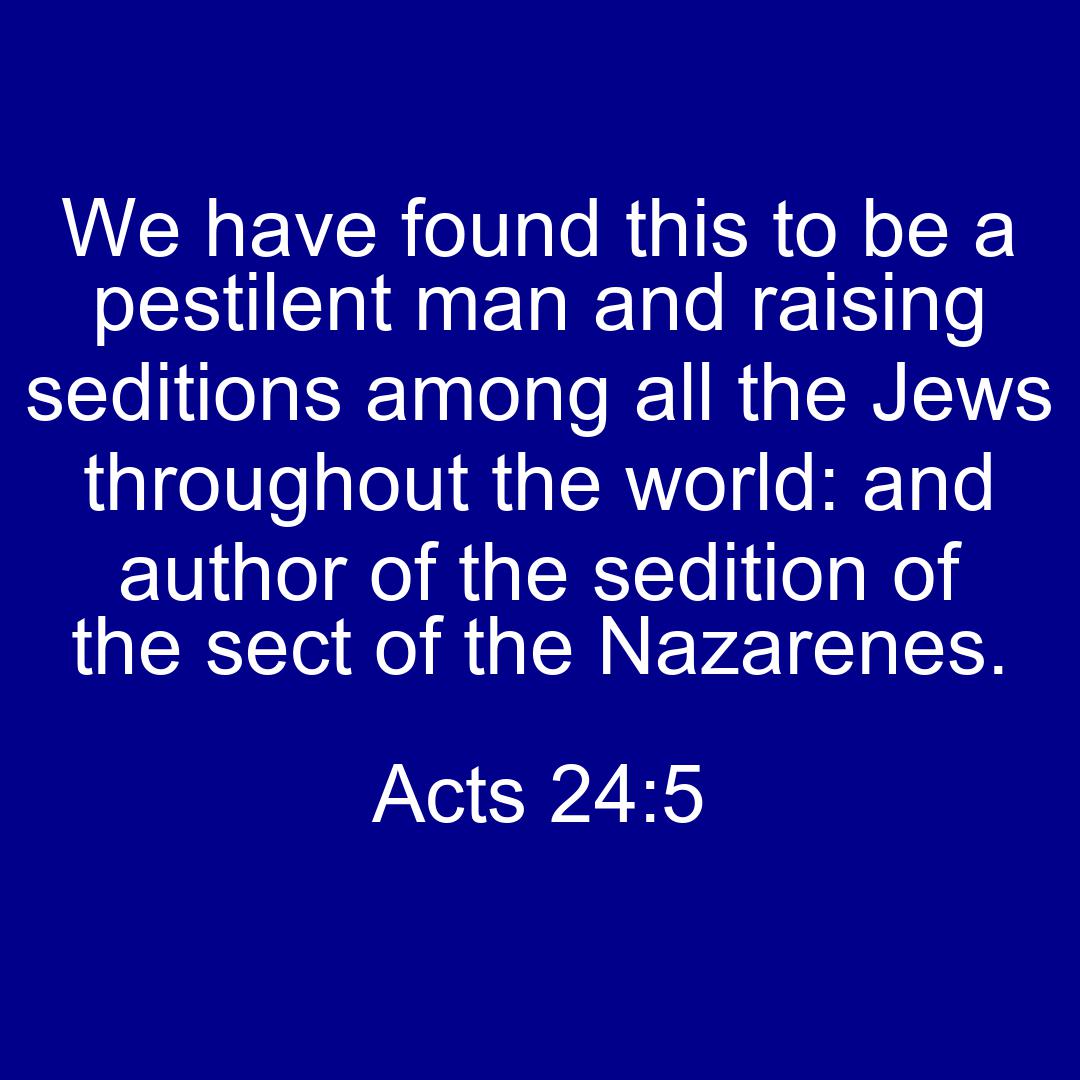 We have found this to be a
pestilent man and raising
seditions among all the Jews
throughout the world: and
author of the sedition of
the sect of the Nazarenes.
Acts 24:5